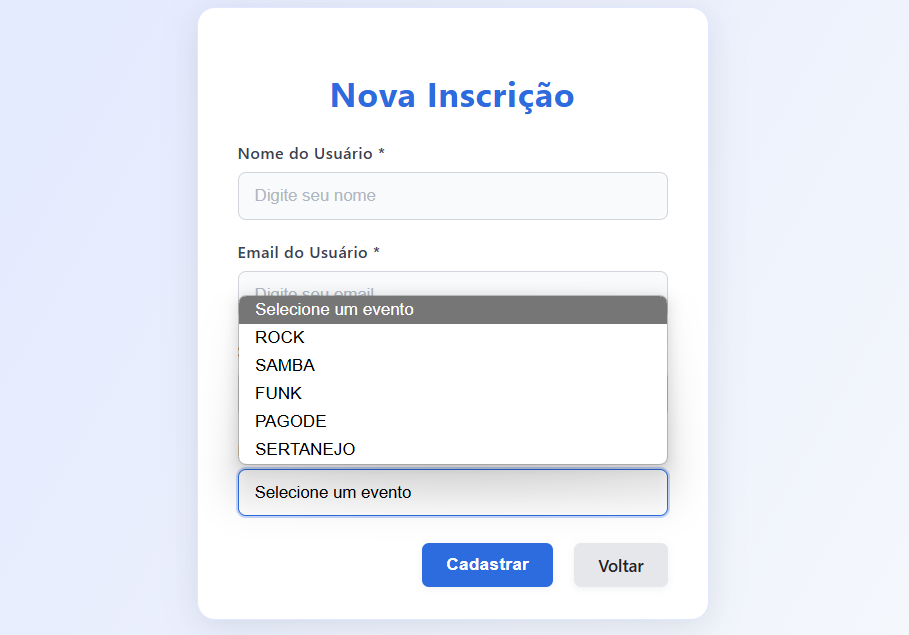 Nova Inscrição
Nome do Usuário *
Digite seu nome
Email do Usuário *
Digite seu email
Selecione um evento
ROCK
SAMBA
FUNK
PAGODE
SERTANEJO
Selecione um evento
Cadastrar
Voltar